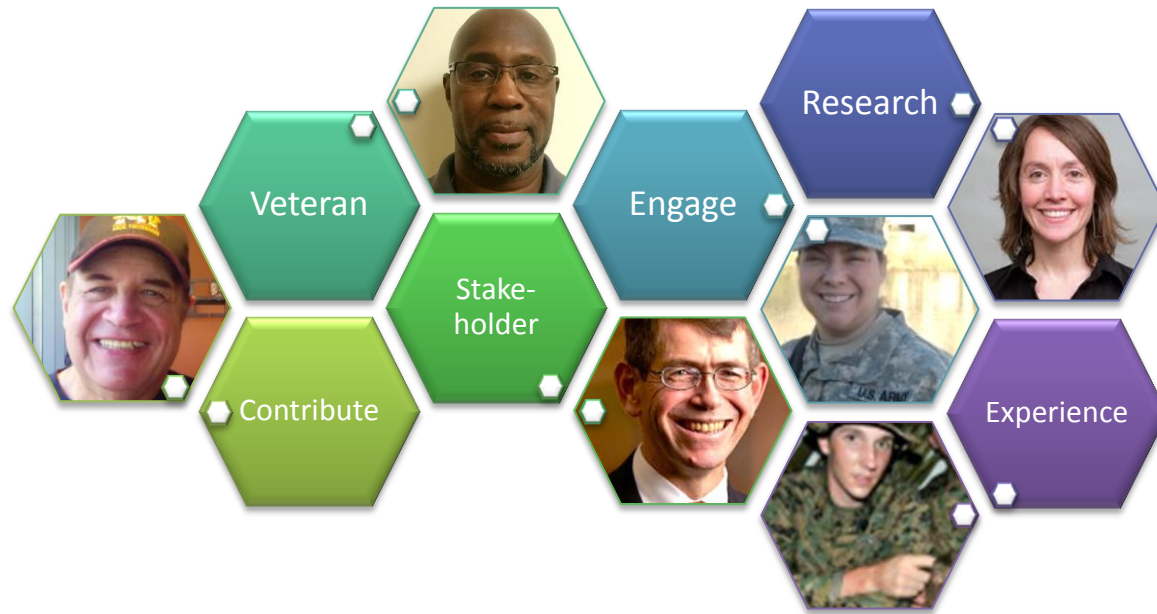 Research
Veteran
Engage
Stake-
holder
U.S. ARMY
Contribute
Experience